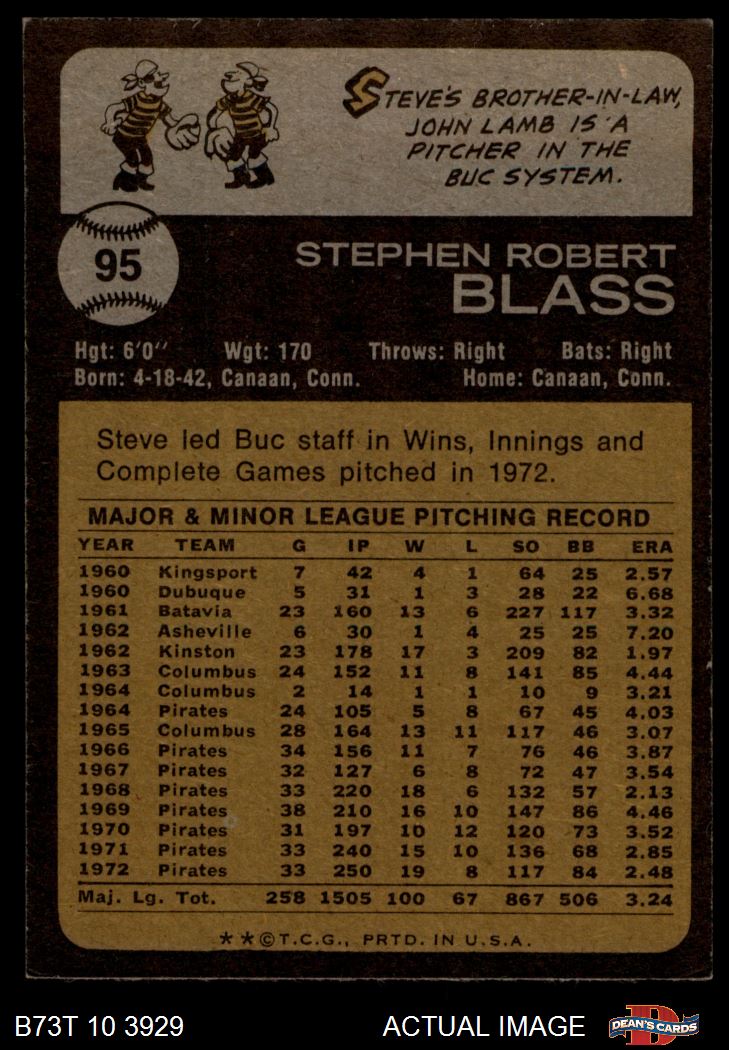 STEVE'S BROTHER-IN-LAW,
JOHN LAMB IS A
PITCHER IN THE
BUC SYSTEM.
95
STEPHEN ROBERT
BLASS
Hgt: 6'0" Wgt: 170 Throws: Right Bats: Right
Born: 4-18-42, Canaan, Conn. Home: Canaan, Conn.
Steve led Buc staff in Wins, Innings and
Complete Games pitched in 1972.
MAJOR & MINOR LEAGUE PITCHING RECORD
YEAR TEAM G IP W L SO BB ERA
1960 Kingsport 7 42 4 1 64 25 2.57
1960 Dubuque 5 31 1 3 28 22 6.68
1961 Batavia 23 160 13 6 227 117 3.32
1962 Asheville 6 30 1 4 25 25 7.20
1962 Kinston 23 178 17 3 209 82 1.97
1963 Columbus 24 152 11 8 141 85 4.44
1964 Columbus 2 14 1 1 10 9 3.21
1964 Pirates 24 105 5 8 67 45 4.03
1965 Columbus 28 164 13 11 117 46 3.07
1966 Pirates 34 156 11 7 76 46 3.87
1967 Pirates 32 127 6 8 72 47 3.54
1968 Pirates 33 220 18 6 132 57 2.13
1969 Pirates 38 210 16 10 147 86 4.46
1970 Pirates 31 197 10 12 120 73 3.52
1971 Pirates 33 240 15 10 136 68 2.85
1972 Pirates 33 250 19 8 117 84 2.48
Maj. Lg. Tot. 258 1505 100 67 867 506 3.24
**©T.C.G., PRTD. IN U.S.A.
B73T 10 3929 ACTUAL IMAGE DEAN'S CARDS